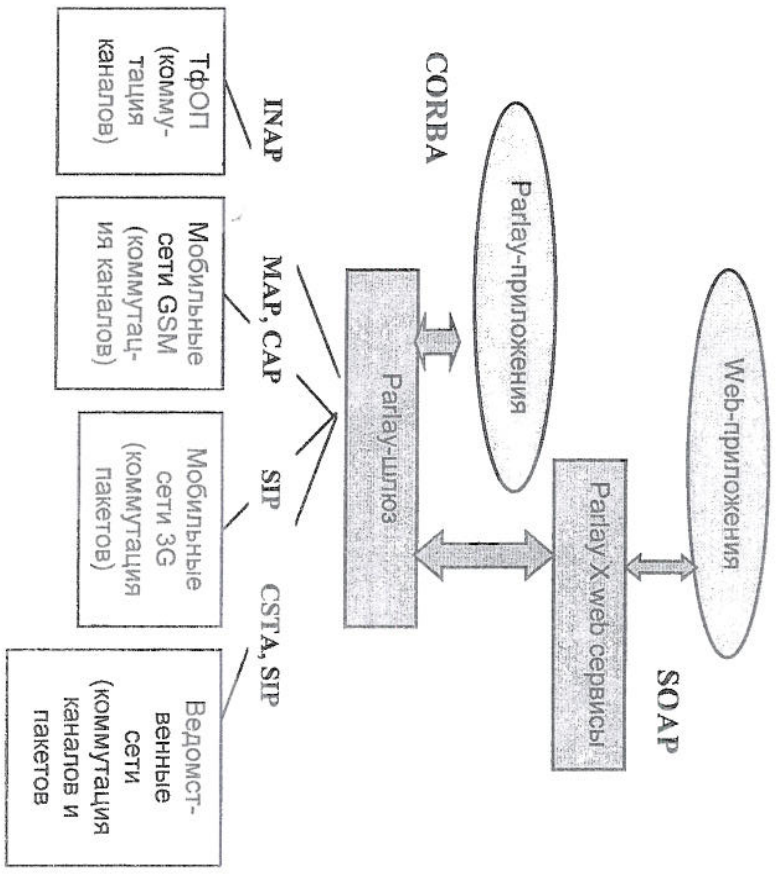 Web-приложения
SOAP
Parlay X web сервисы
Parlay-приложения
CORBA
Parlay-шлюз
INAP
MAP, CAP
SIP
CSTA, SIP
ТфОП
(комму-
тация
каналов)
Мобильные
сети GSM
(коммутац-
ия каналов)
Мобильные
сети 3G
(коммутация
пакетов)
Ведомст-
венные
сети
(коммутация
каналов и
пакетов